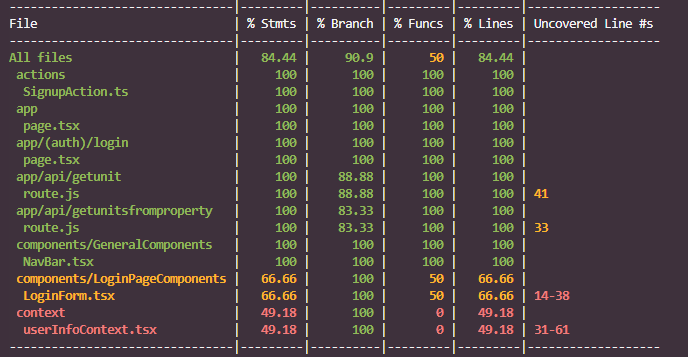 --------------------------------|---------|----------|---------|---------|-------------------
File                            | % Stmts | % Branch | % Funcs | % Lines | Uncovered Line #s
--------------------------------|---------|----------|---------|---------|-------------------
All files                       |   84.44 |     90.9 |      50 |   84.44 |
 actions                        |     100 |      100 |     100 |     100 |
  SignupAction.ts               |     100 |      100 |     100 |     100 |
 app                            |     100 |      100 |     100 |     100 |
  page.tsx                      |     100 |      100 |     100 |     100 |
 app/(auth)/login               |     100 |      100 |     100 |     100 |
  page.tsx                      |     100 |      100 |     100 |     100 |
 app/api/getunit                |     100 |    88.88 |     100 |     100 |
  route.js                      |     100 |    88.88 |     100 |     100 | 41
 app/api/getunitsfromproperty   |     100 |    83.33 |     100 |     100 |
  route.js                      |     100 |    83.33 |     100 |     100 | 33
 components/GeneralComponents   |     100 |      100 |     100 |     100 |
  NavBar.tsx                    |     100 |      100 |     100 |     100 |
 components/LoginPageComponents |   66.66 |      100 |      50 |   66.66 |
  LoginForm.tsx                 |   66.66 |      100 |      50 |   66.66 | 14-38
 context                        |   49.18 |      100 |       0 |   49.18 |
  userInfoContext.tsx           |   49.18 |      100 |       0 |   49.18 | 31-61
--------------------------------|---------|----------|---------|---------|-------------------